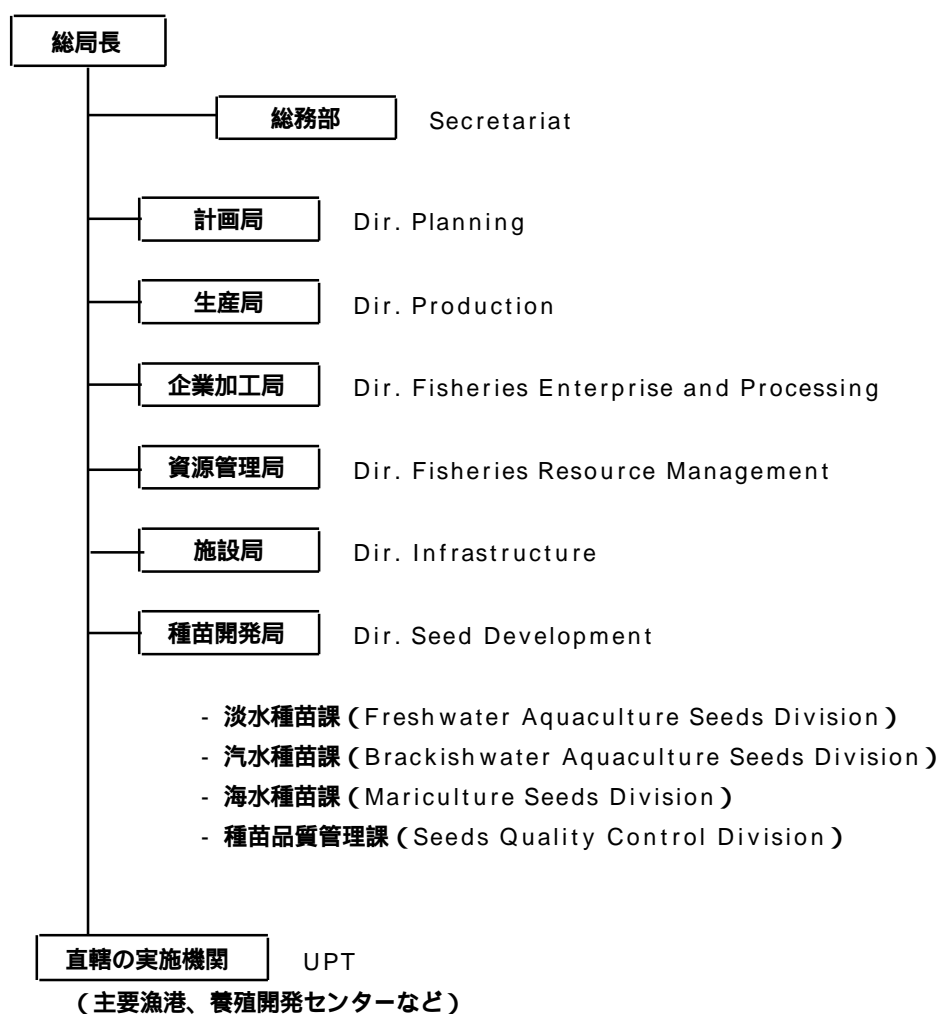 総局長
総務部 Secretariat
計画局 Dir. Planning
生産局 Dir. Production
企業加工局 Dir. Fisheries Enterprise and Processing
資源管理局 Dir. Fisheries Resource Management
施設局 Dir. Infrastructure
種苗開発局 Dir. Seed Development
- 淡水種苗課（Freshwater Aquaculture Seeds Division）
- 汽水種苗課（Brackishwater Aquaculture Seeds Division）
- 海水種苗課（Mariculture Seeds Division）
- 種苗品質管理課（Seeds Quality Control Division）
直轄の実施機関 UPT
（主要漁港、養殖開発センターなど）